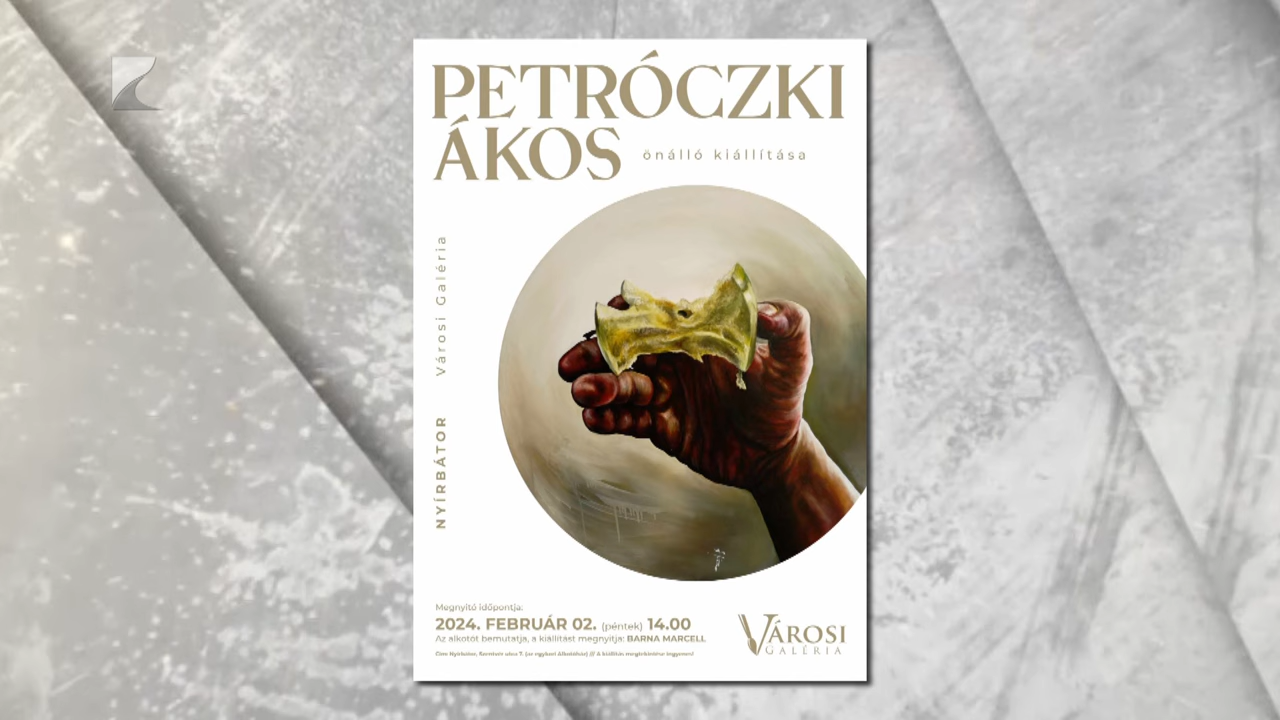 PETRÓCZKI
ÁKOS
önálló kiállítása
Városi Galéria
NYÍRBÁTOR
Megnyitó időpontja:
2024. FEBRUÁR 02. (péntek) 14.00
Az alkotót bemutatja, a kiállítást megnyitja: BARNA MARCELL
VÁROSI
GALÉRIA